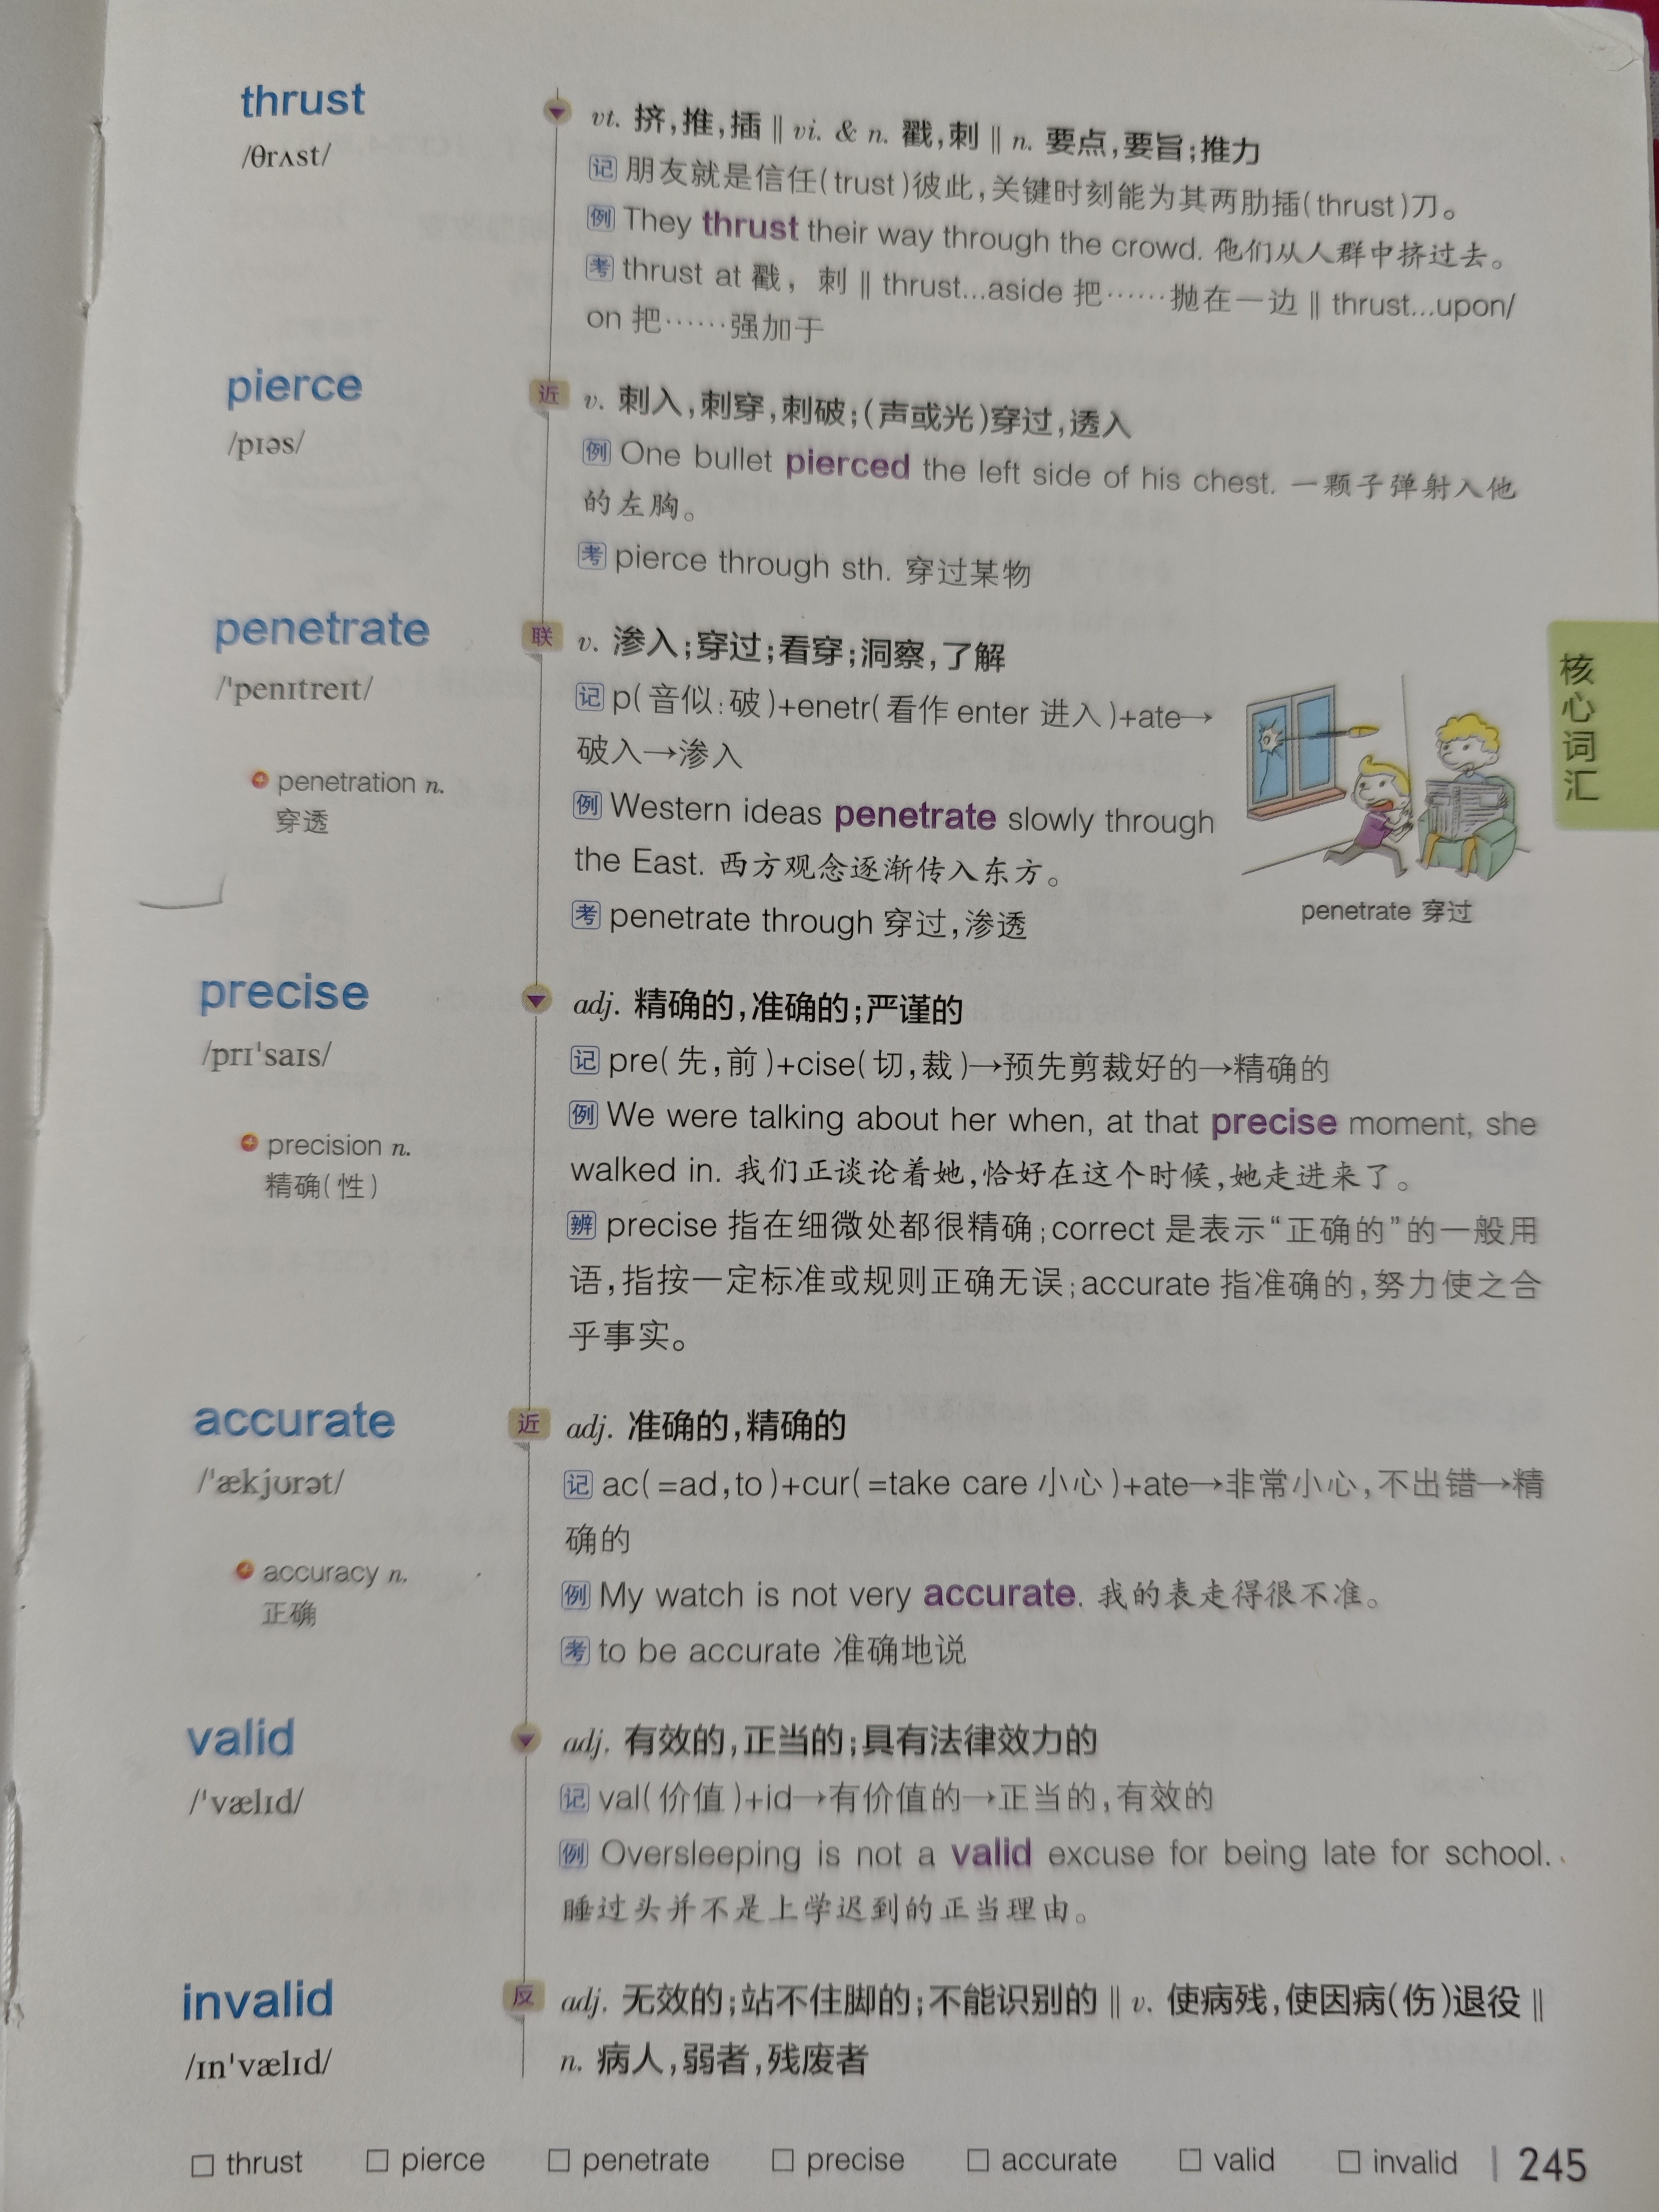 thrust
/θrʌst/
vt. 挤,推,插 ‖ vi. & n. 戳,刺 ‖ n. 要点,要旨;推力
记 朋友就是信任(trust)彼此,关键时刻能为其两肋插(thrust)刀。
例 They thrust their way through the crowd. 他们从人群中挤过去。
考 thrust at 戳，刺 ‖ thrust...aside 把……抛在一边 ‖ thrust...upon/
on 把……强加于
pierce
/pɪəs/
近 v. 刺入,刺穿,刺破;(声或光)穿过,透入
例 One bullet pierced the left side of his chest. 一颗子弹射入他
的左胸。
考 pierce through sth. 穿过某物
penetrate
/ˈpenɪtreɪt/
penetration n.
穿透
联 v. 渗入;穿过;看穿;洞察,了解
记 p(音似:破)+enetr(看作 enter 进入)+ate→
破入→渗入
例 Western ideas penetrate slowly through
the East. 西方观念逐渐传入东方。
考 penetrate through 穿过,渗透
penetrate 穿过
核心词汇
precise
/prɪˈsaɪs/
precision n.
精确(性)
adj. 精确的,准确的;严谨的
记 pre(先,前)+cise(切,裁)→预先剪裁好的→精确的
例 We were talking about her when, at that precise moment, she
walked in. 我们正谈论着她,恰好在这个时候,她走进来了。
辨 precise 指在细微处都很精确;correct 是表示“正确的”的一般用
语,指按一定标准或规则正确无误;accurate 指准确的,努力使之合
乎事实。
accurate
/ˈækjʊrət/
accuracy n.
正确
近 adj. 准确的,精确的
记 ac(=ad,to)+cur(=take care 小心)+ate→非常小心,不出错→精
确的
例 My watch is not very accurate. 我的表走得很不准。
考 to be accurate 准确地说
valid
/ˈvælɪd/
adj. 有效的,正当的;具有法律效力的
记 val(价值)+id→有价值的→正当的,有效的
例 Oversleeping is not a valid excuse for being late for school.
睡过头并不是上学迟到的正当理由。
invalid
/ɪnˈvælɪd/
反 adj. 无效的;站不住脚的;不能识别的 ‖ v. 使病残,使因病(伤)退役 ‖
n. 病人,弱者,残废者
□ thrust □ pierce □ penetrate □ precise □ accurate □ valid □ invalid | 245